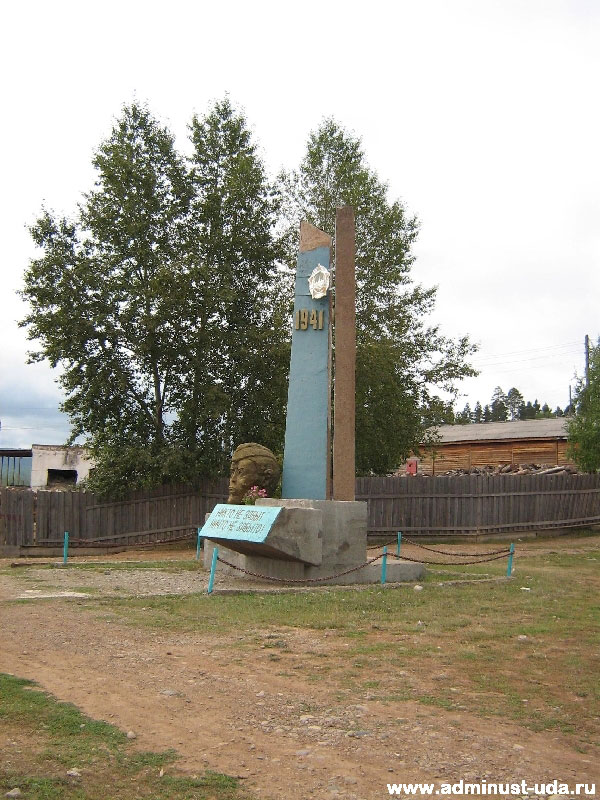 1941
НИКТО НЕ ЗАБЫТ
НИЧТО НЕ ЗАБЫТО!
www.adminust-uda.ru